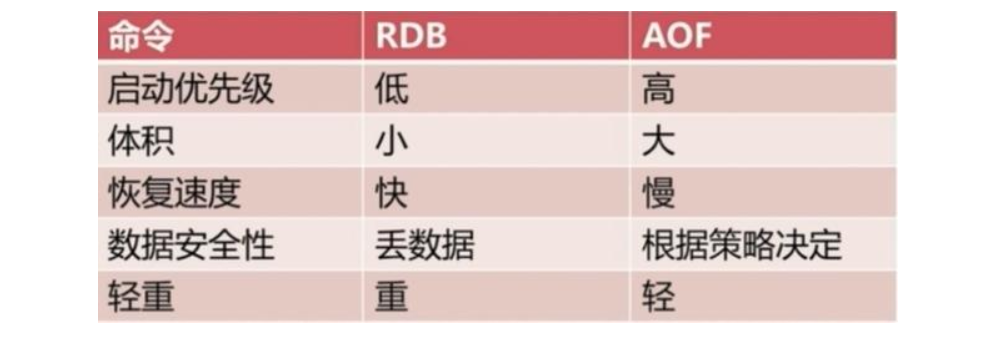 命令 RDB AOF
启动优先级 低 高
体积 小 大
恢复速度 快 慢
数据安全性 丢数据 根据策略决定
轻重 重 轻